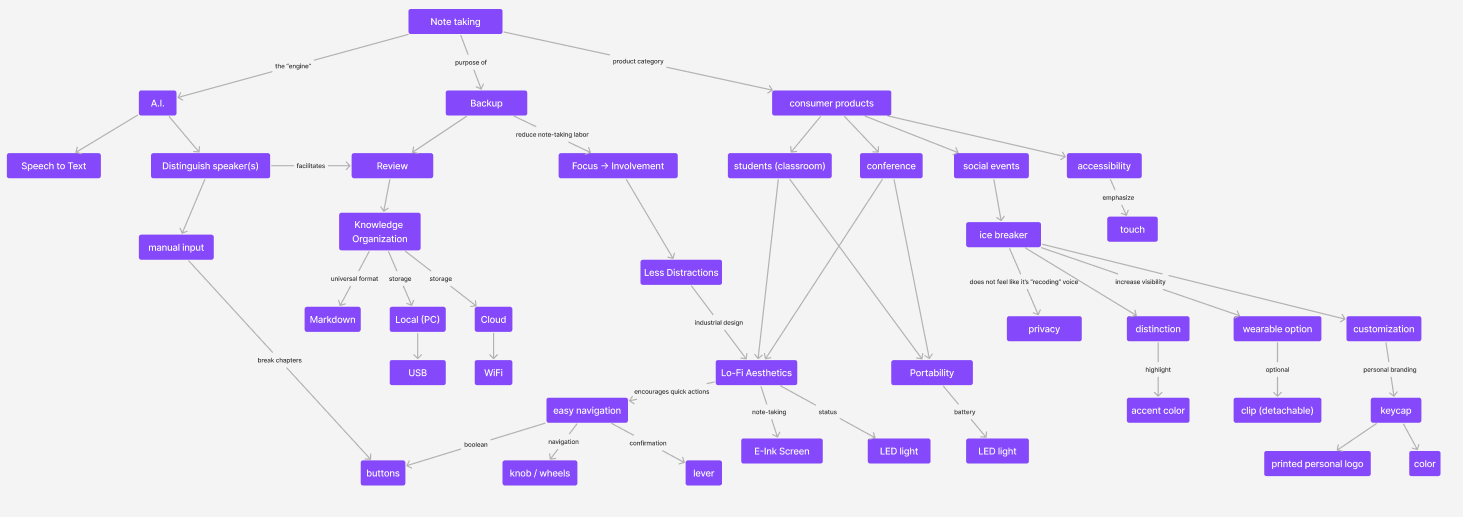 Note taking
the "engine"
purpose of
product category
A.I.
Backup
consumer products
reduce note-taking labor
Speech to Text
Distinguish speaker(s)
facilitates
Review
Focus → Involvement
students (classroom)
conference
social events
accessibility
emphasize
Knowledge
Organization
touch
ice breaker
manual input
Less Distractions
universal format
storage
storage
does not feel like it's "recoding" voice
increase visibility
Markdown
Local (PC)
Cloud
industrial design
privacy
distinction
wearable option
customization
break chapters
USB
WiFi
Lo-Fi Aesthetics
Portability
highlight
optional
personal branding
encourages quick actions
easy navigation
note-taking
status
battery
accent color
clip (detachable)
keycap
boolean
navigation
confirmation
E-Ink Screen
LED light
LED light
buttons
knob / wheels
lever
printed personal logo
color